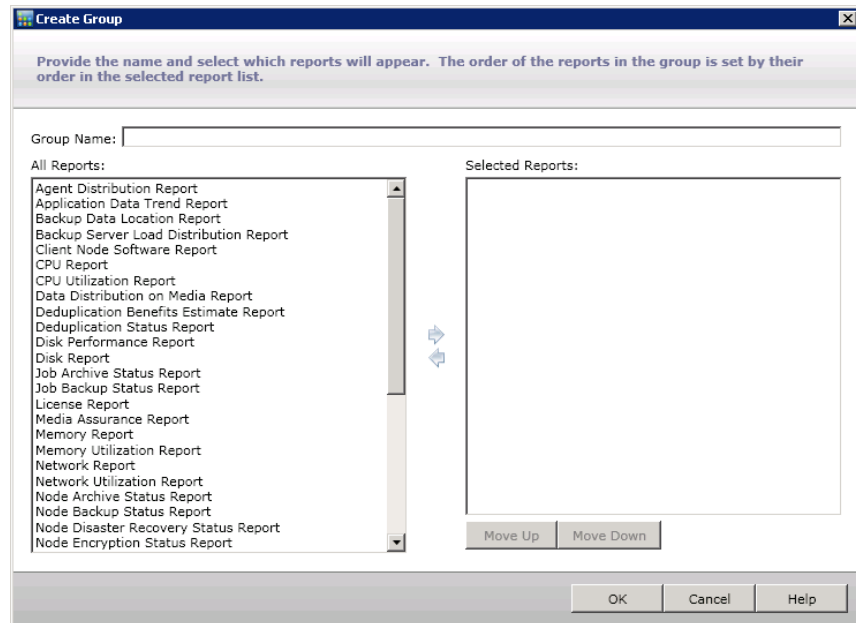 Create Group
Provide the name and select which reports will appear. The order of the reports in the group is set by their
order in the selected report list.
Group Name:
All Reports:
Agent Distribution Report
Application Data Trend Report
Backup Data Location Report
Backup Server Load Distribution Report
Client Node Software Report
CPU Report
CPU Utilization Report
Data Distribution on Media Report
Deduplication Benefits Estimate Report
Deduplication Status Report
Disk Performance Report
Disk Report
Job Archive Status Report
Job Backup Status Report
License Report
Media Assurance Report
Memory Report
Memory Utilization Report
Network Report
Network Utilization Report
Node Archive Status Report
Node Backup Status Report
Node Disaster Recovery Status Report
Node Encryption Status Report
Selected Reports:
Move Up Move Down
OK Cancel Help